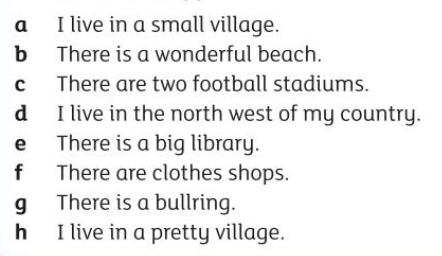 a I live in a small village.
b There is a wonderful beach.
c There are two football stadiums.
d I live in the north west of my country.
e There is a big library.
f There are clothes shops.
g There is a bullring.
h I live in a pretty village.